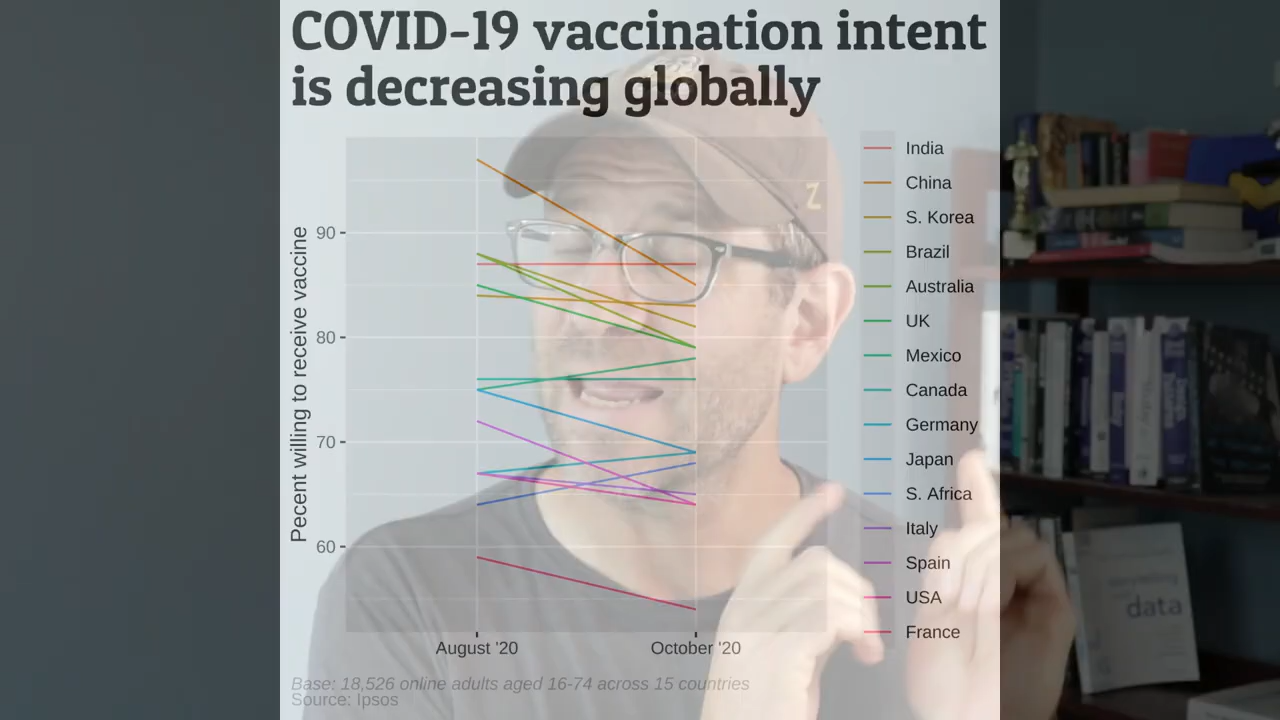 COVID-19 vaccination intent
is decreasing globally
Pecent willing to receive vaccine
90
80
70
60
August '20
October '20
India
China
S. Korea
Brazil
Australia
UK
Mexico
Canada
Germany
Japan
S. Africa
Italy
Spain
USA
France
Base: 18,526 online adults aged 16-74 across 15 countries
Source: Ipsos
Z
storytelling
with
data